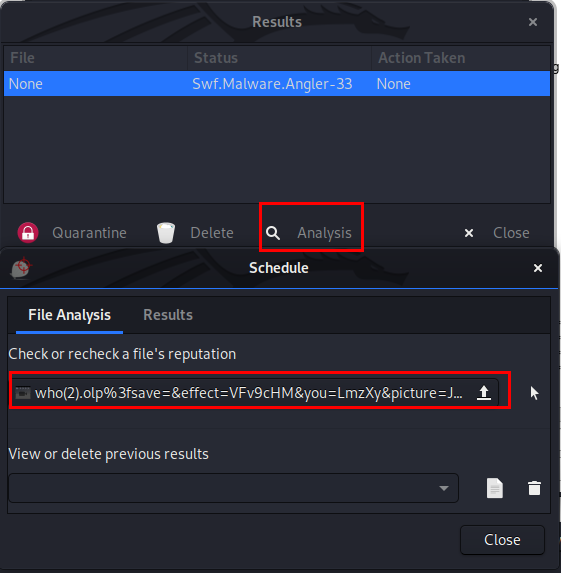 Results
File Status Action Taken
None Swf.Malware.Angler-33 None
Quarantine Delete Analysis Close
Schedule
File Analysis Results
Check or recheck a file's reputation
who(2).olp%3fsave=&effect=VFv9cHM&you=LmzXy&picture=J...
View or delete previous results
Close